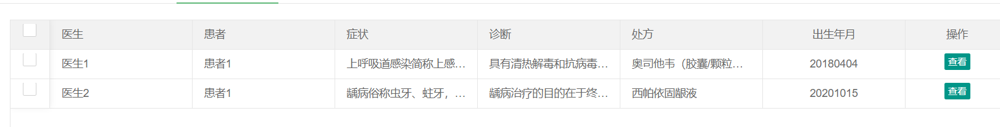 医生 患者 症状 诊断 处方 出生年月 操作
医生1 患者1 上呼吸道感染简称上感... 具有清热解毒和抗病毒... 奥司他韦（胶囊/颗粒... 20180404 查看
医生2 患者1 龋病俗称虫牙、蛀牙，... 龋病治疗的目的在于终... 西帕依固龈液 20201015 查看